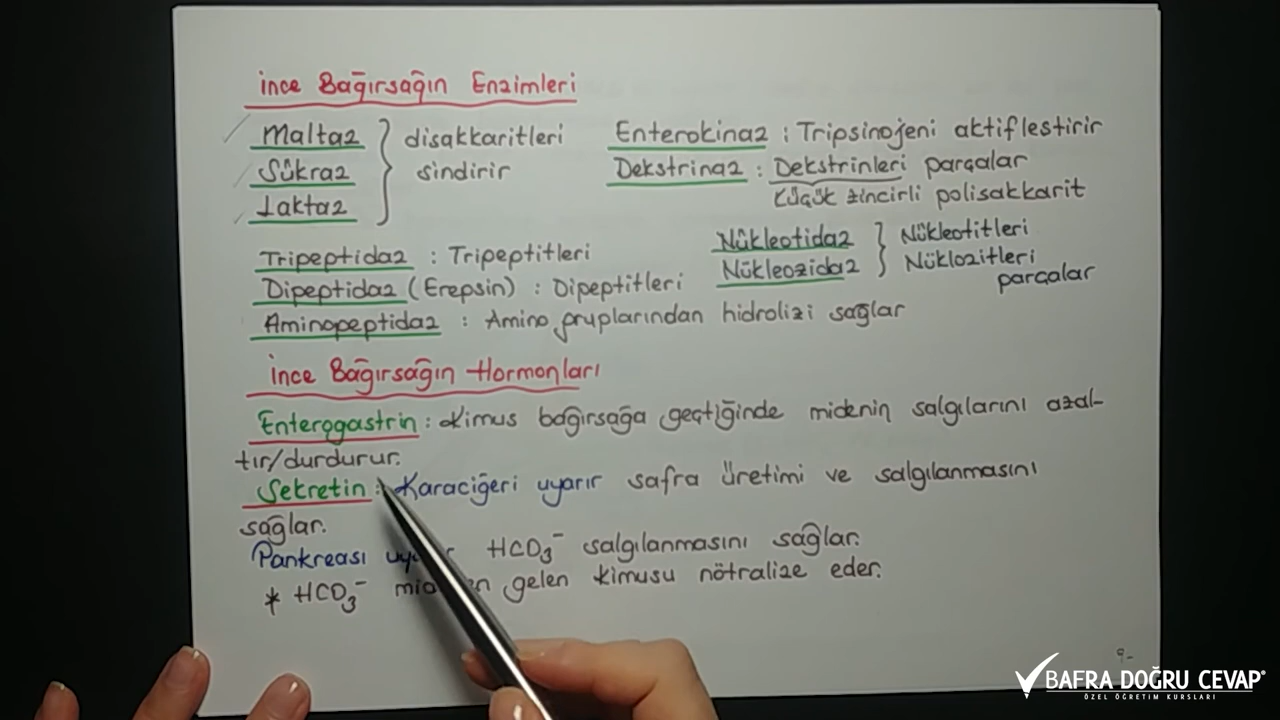 İnce Bağırsağın Enzimleri
Maltaz
Sükraz
Laktaz
disakkaritleri
sindirir
Enterokinaz : Tripsinojeni aktifleştirir
Dekstrinaz : Dekstrinleri parçalar
küçük zincirli polisakkarit
Tripeptidaz : Tripeptitleri
Dipeptidaz (Erepsin) : Dipeptitleri
Aminopeptidaz : Amino gruplarından hidrolizi sağlar
Nükleotidaz
Nükleozidaz
Nükleotitleri
Nüklozitleri
parçalar
İnce Bağırsağın Hormonları
Enterogastrin : Kimus bağırsağa geçtiğinde midenin salgılarını azal-
tır/durdurur.
Sekretin : Karaciğeri uyarır safra üretimi ve salgılanmasını
sağlar.
Pankreası HCO3⁻ salgılanmasını sağlar.
* HCO3⁻ gelen kimusu nötralize eder.
9-
BAFRA DOĞRU CEVAP
ÖZEL ÖĞRETİM KURSLARI